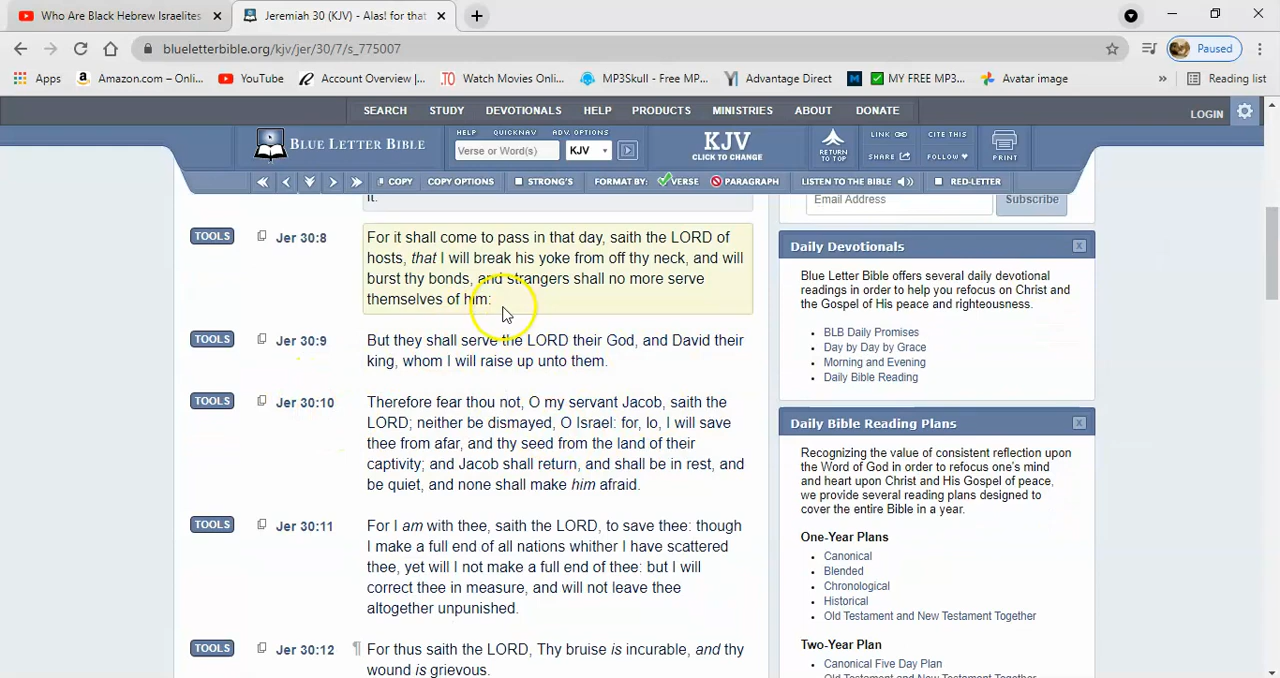 Who Are Black Hebrew Israelites
Jeremiah 30 (KJV) - Alas! for that
blueletterbible.org/kjv/jer/30/7/s_775007
Paused
Apps
Amazon.com – Onli...
YouTube
Account Overview |...
Watch Movies Onli...
MP3Skull - Free MP...
Advantage Direct
MY FREE MP3...
Avatar image
»
Reading list
SEARCH STUDY DEVOTIONALS HELP PRODUCTS MINISTRIES ABOUT DONATE
LOGIN
BLUE LETTER BIBLE
HELP QUICKNAV ADV. OPTIONS
Verse or Word(s)
KJV
KJV
CLICK TO CHANGE
RETURN
TO TOP
LINK
CITE THIS
SHARE
FOLLOW
PRINT
COPY COPY OPTIONS STRONG'S FORMAT BY: VERSE PARAGRAPH LISTEN TO THE BIBLE RED-LETTER
it.
TOOLS
Jer 30:8
For it shall come to pass in that day, saith the LORD of
hosts, that I will break his yoke from off thy neck, and will
burst thy bonds, and strangers shall no more serve
themselves of him:
TOOLS
Jer 30:9
But they shall serve the LORD their God, and David their
king, whom I will raise up unto them.
TOOLS
Jer 30:10
Therefore fear thou not, O my servant Jacob, saith the
LORD; neither be dismayed, O Israel: for, lo, I will save
thee from afar, and thy seed from the land of their
captivity; and Jacob shall return, and shall be in rest, and
be quiet, and none shall make him afraid.
TOOLS
Jer 30:11
For I am with thee, saith the LORD, to save thee: though
I make a full end of all nations whither I have scattered
thee, yet will I not make a full end of thee: but I will
correct thee in measure, and will not leave thee
altogether unpunished.
TOOLS
Jer 30:12
¶ For thus saith the LORD, Thy bruise is incurable, and thy
wound is grievous.
Email Address
Subscribe
Daily Devotionals
Blue Letter Bible offers several daily devotional
readings in order to help you refocus on Christ and
the Gospel of His peace and righteousness.
• BLB Daily Promises
• Day by Day by Grace
• Morning and Evening
• Daily Bible Reading
Daily Bible Reading Plans
Recognizing the value of consistent reflection upon
the Word of God in order to refocus one's mind
and heart upon Christ and His Gospel of peace,
we provide several reading plans designed to
cover the entire Bible in a year.
One-Year Plans
• Canonical
• Blended
• Chronological
• Historical
• Old Testament and New Testament Together
Two-Year Plan
• Canonical Five Day Plan
Old Testament and New Testament Together